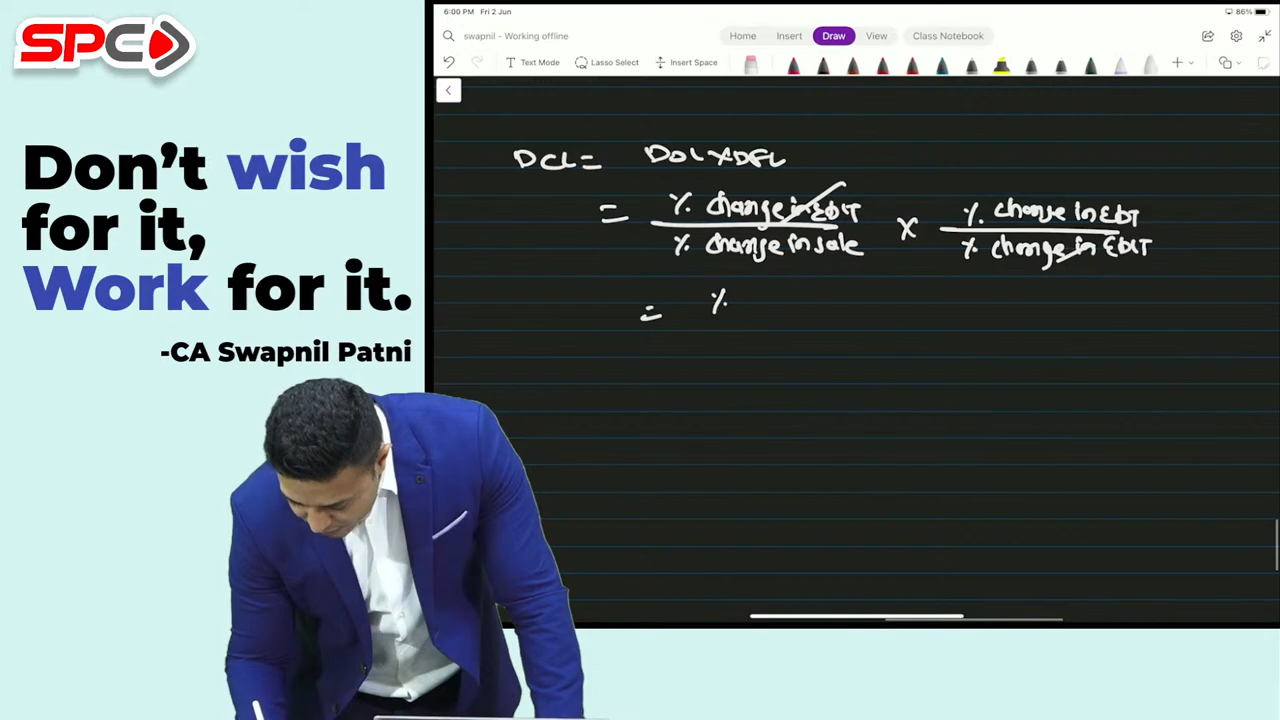 SPC
Don't wish
for it,
Work for it.
-CA Swapnil Patni
6:00 PM Fri 2 Jun
86%
swapnil - Working offline
Home Insert Draw View Class Notebook
Text Mode Lasso Select Insert Space
DCL = DOL X DFL
= % change in EBIT / % change in sale X % change in EBT / % change in EBIT
= %